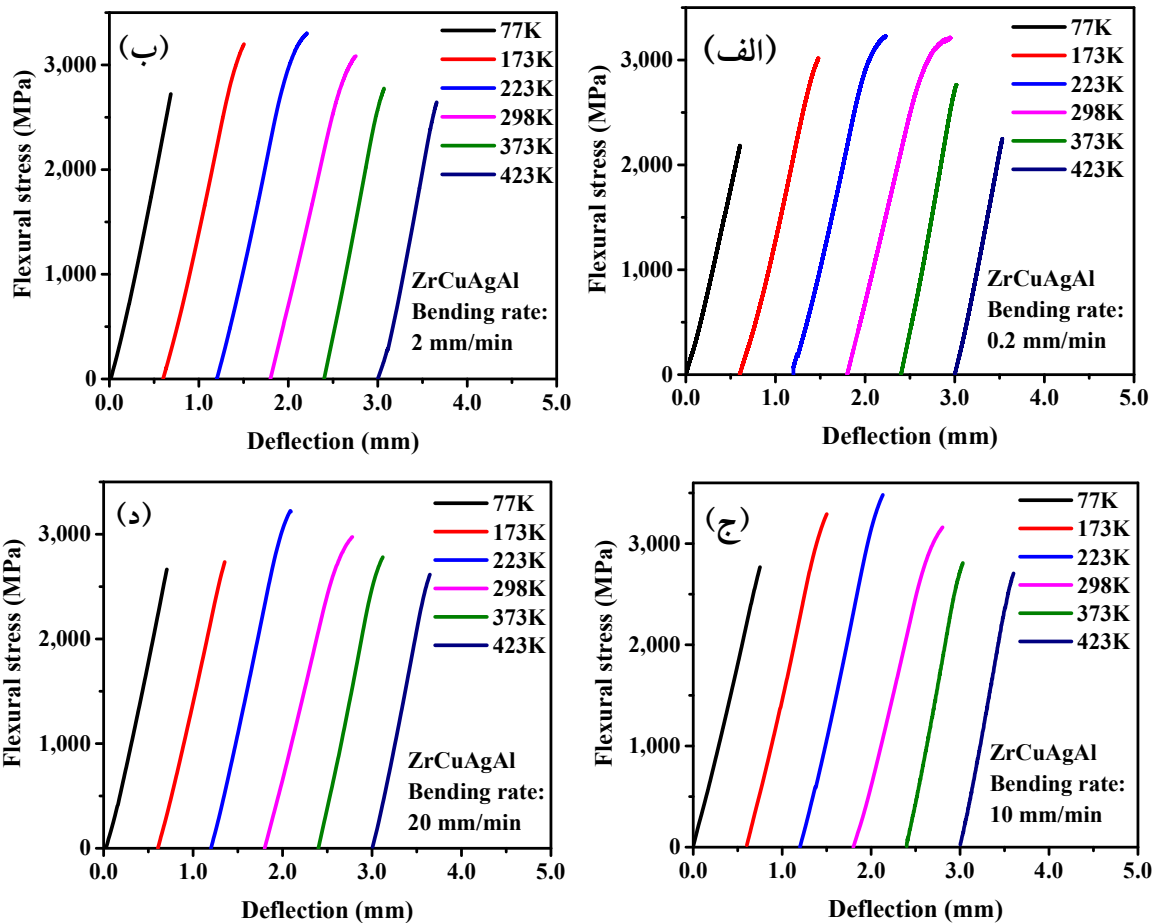 (ب)
3,000
2,000
1,000
0
Flexural stress (MPa)
77K
173K
223K
298K
373K
423K
ZrCuAgAl
Bending rate:
2 mm/min
0.0 1.0 2.0 3.0 4.0 5.0
Deflection (mm)
(الف)
3,000
2,000
1,000
0
Flexural stress (MPa)
77K
173K
223K
298K
373K
423K
ZrCuAgAl
Bending rate:
0.2 mm/min
0.0 1.0 2.0 3.0 4.0 5.0
Deflection (mm)
(د)
3,000
2,000
1,000
0
Flexural stress (MPa)
77K
173K
223K
298K
373K
423K
ZrCuAgAl
Bending rate:
20 mm/min
0.0 1.0 2.0 3.0 4.0 5.0
Deflection (mm)
(ج)
3,000
2,000
1,000
0
Flexural stress (MPa)
77K
173K
223K
298K
373K
423K
ZrCuAgAl
Bending rate:
10 mm/min
0.0 1.0 2.0 3.0 4.0 5.0
Deflection (mm)